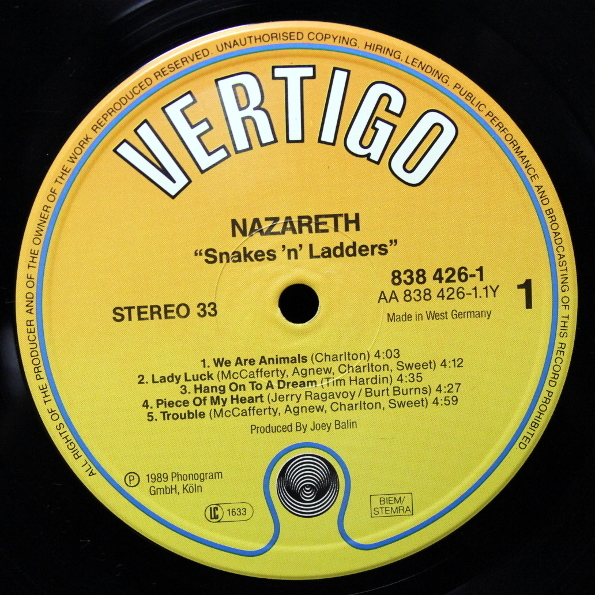 ALL RIGHTS OF THE PRODUCER AND OF THE OWNER OF THE WORK REPRODUCED RESERVED. UNAUTHORISED COPYING, HIRING, LENDING, PUBLIC PERFORMANCE AND BROADCASTING OF THIS RECORD PROHIBITED
VERTIGO
NAZARETH
“Snakes ’n’ Ladders”
STEREO 33
838 426-1
AA 838 426-1.1Y
Made in West Germany
1
1. We Are Animals (Charlton) 4:03
2. Lady Luck (McCafferty, Agnew, Charlton, Sweet) 4:12
3. Hang On To A Dream (Tim Hardin) 4:35
4. Piece Of My Heart (Jerry Ragavoy/Burt Burns) 4:27
5. Trouble (McCafferty, Agnew, Charlton, Sweet) 4:59
Produced By Joey Balin
Ⓟ 1989 Phonogram
GmbH, Köln
LC 1633
BIEM/
STEMRA